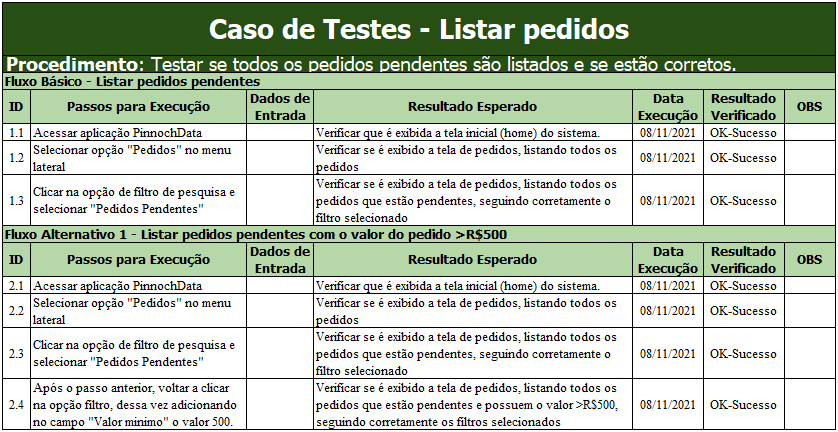 Caso de Testes - Listar pedidos
Procedimento: Testar se todos os pedidos pendentes são listados e se estão corretos.
Fluxo Básico - Listar pedidos pendentes
ID Passos para Execução Dados de Entrada Resultado Esperado Data Execução Resultado Verificado OBS
1.1 Acessar aplicação PinnochData Verificar que é exibida a tela inicial (home) do sistema. 08/11/2021 OK-Sucesso
1.2 Selecionar opção "Pedidos" no menu lateral Verificar se é exibido a tela de pedidos, listando todos os pedidos 08/11/2021 OK-Sucesso
1.3 Clicar na opção de filtro de pesquisa e selecionar "Pedidos Pendentes" Verificar se é exibido a tela de pedidos, listando todos os pedidos que estão pendentes, seguindo corretamente o filtro selecionado 08/11/2021 OK-Sucesso
Fluxo Alternativo 1 - Listar pedidos pendentes com o valor do pedido >R$500
ID Passos para Execução Dados de Entrada Resultado Esperado Data Execução Resultado Verificado OBS
2.1 Acessar aplicação PinnochData Verificar que é exibida a tela inicial (home) do sistema. 08/11/2021 OK-Sucesso
2.2 Selecionar opção "Pedidos" no menu lateral Verificar se é exibido a tela de pedidos, listando todos os pedidos 08/11/2021 OK-Sucesso
2.3 Clicar na opção de filtro de pesquisa e selecionar "Pedidos Pendentes" Verificar se é exibido a tela de pedidos, listando todos os pedidos que estão pendentes, seguindo corretamente o filtro selecionado 08/11/2021 OK-Sucesso
2.4 Após o passo anterior, voltar a clicar na opção filtro, dessa vez adicionando no campo "Valor minimo" o valor 500. Verificar se é exibido a tela de pedidos, listando todos os pedidos que estão pendentes e possuem o valor >R$500, seguindo corretamente os filtros selecionados 08/11/2021 OK-Sucesso